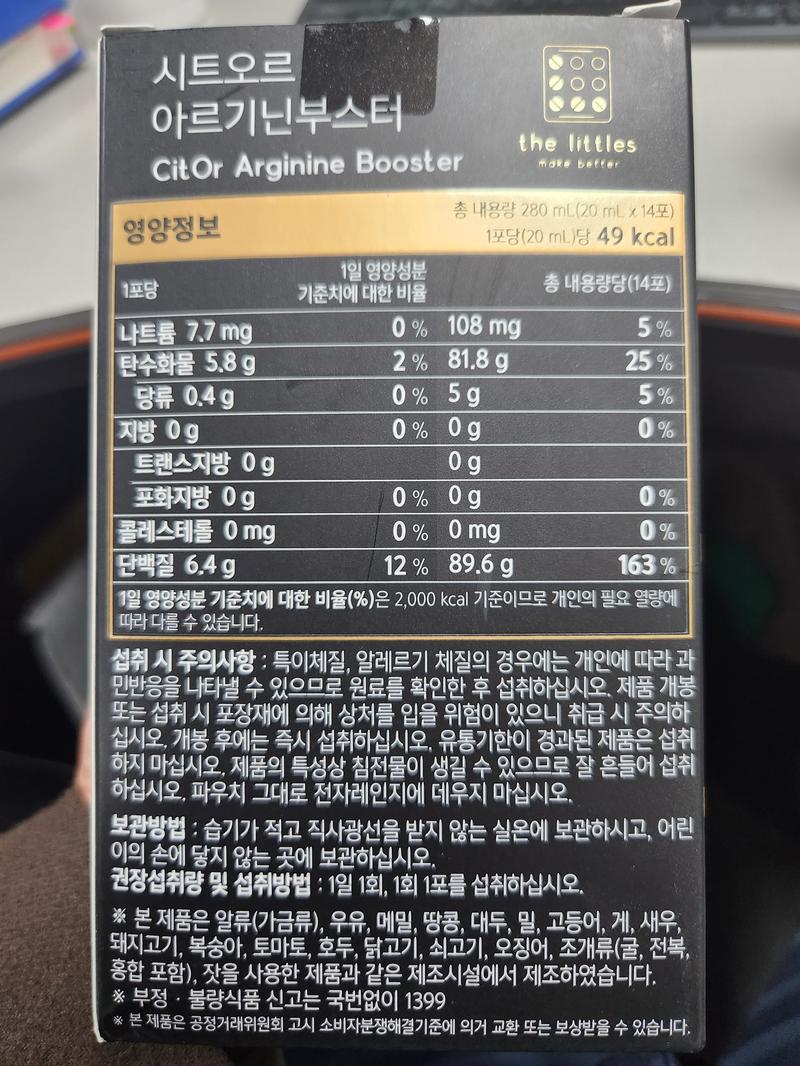 시트오르
아르기닌부스터
CitOr Arginine Booster
the littles
make better
영양정보
총 내용량 280 mL(20 mL x 14포)
1포당(20 mL)당 49 kcal
1포당 1일 영양성분 기준치에 대한 비율 총 내용량당(14포)
나트륨 7.7 mg 0 % 108 mg 5 %
탄수화물 5.8 g 2 % 81.8 g 25 %
당류 0.4 g 0 % 5 g 5 %
지방 0 g 0 % 0 g 0 %
트랜스지방 0 g 0 g
포화지방 0 g 0 % 0 g 0 %
콜레스테롤 0 mg 0 % 0 mg 0 %
단백질 6.4 g 12 % 89.6 g 163 %
1일 영양성분 기준치에 대한 비율(%)은 2,000 kcal 기준이므로 개인의 필요 열량에
따라 다를 수 있습니다.
섭취 시 주의사항 : 특이체질, 알레르기 체질의 경우에는 개인에 따라 과
민반응을 나타낼 수 있으므로 원료를 확인한 후 섭취하십시오. 제품 개봉
또는 섭취 시 포장재에 의해 상처를 입을 위험이 있으니 취급 시 주의하
십시오. 개봉 후에는 즉시 섭취하십시오. 유통기한이 경과된 제품은 섭취
하지 마십시오. 제품의 특성상 침전물이 생길 수 있으므로 잘 흔들어 섭취
하십시오. 파우치 그대로 전자레인지에 데우지 마십시오.
보관방법 : 습기가 적고 직사광선을 받지 않는 실온에 보관하시고, 어린
이의 손에 닿지 않는 곳에 보관하십시오.
권장섭취량 및 섭취방법 : 1일 1회, 1회 1포를 섭취하십시오.
※ 본 제품은 알류(가금류), 우유, 메밀, 땅콩, 대두, 밀, 고등어, 게, 새우,
돼지고기, 복숭아, 토마토, 호두, 닭고기, 쇠고기, 오징어, 조개류(굴, 전복,
홍합 포함), 잣을 사용한 제품과 같은 제조시설에서 제조하였습니다.
※ 부정 · 불량식품 신고는 국번없이 1399
※ 본 제품은 공정거래위원회 고시 소비자분쟁해결기준에 의거 교환 또는 보상받을 수 있습니다.